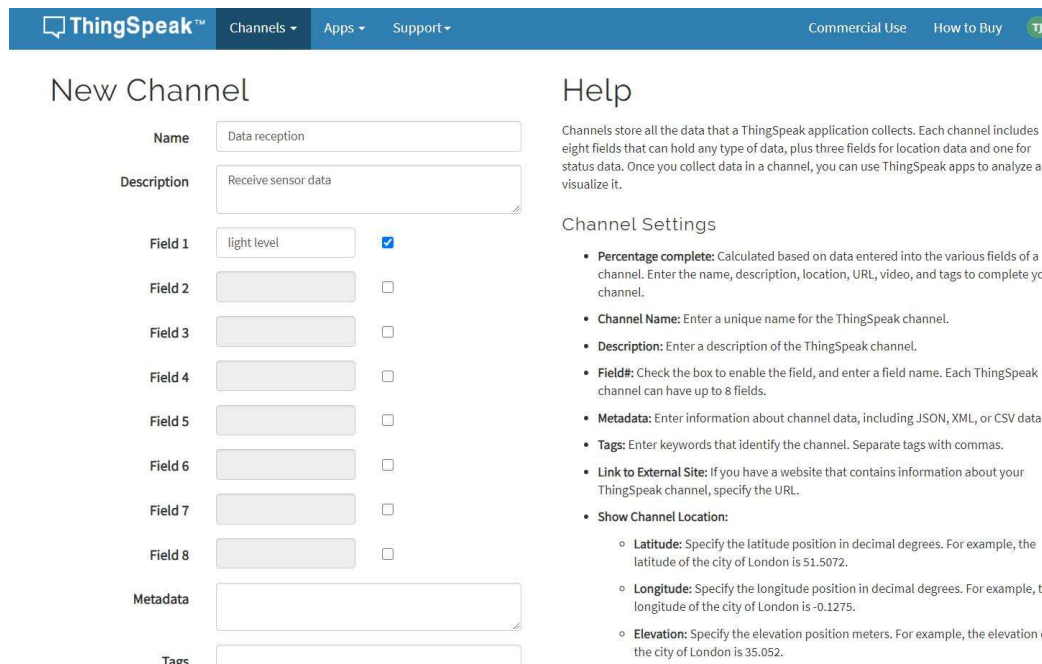 ThingSpeak™ Channels Apps Support Commercial Use How to Buy TJ
New Channel
Name Data reception
Description Receive sensor data
Field 1 light level
Field 2
Field 3
Field 4
Field 5
Field 6
Field 7
Field 8
Metadata
Tags
Help
Channels store all the data that a ThingSpeak application collects. Each channel includes
eight fields that can hold any type of data, plus three fields for location data and one for
status data. Once you collect data in a channel, you can use ThingSpeak apps to analyze
visualize it.
Channel Settings
• Percentage complete: Calculated based on data entered into the various fields of a
channel. Enter the name, description, location, URL, video, and tags to complete
channel.
• Channel Name: Enter a unique name for the ThingSpeak channel.
• Description: Enter a description of the ThingSpeak channel.
• Field#: Check the box to enable the field, and enter a field name. Each ThingSpeak
channel can have up to 8 fields.
• Metadata: Enter information about channel data, including JSON, XML, or CSV data
• Tags: Enter keywords that identify the channel. Separate tags with commas.
• Link to External Site: If you have a website that contains information about your
ThingSpeak channel, specify the URL.
• Show Channel Location:
◦ Latitude: Specify the latitude position in decimal degrees. For example, the
latitude of the city of London is 51.5072.
◦ Longitude: Specify the longitude position in decimal degrees. For example,
longitude of the city of London is -0.1275.
◦ Elevation: Specify the elevation position meters. For example, the elevation
the city of London is 35.052.